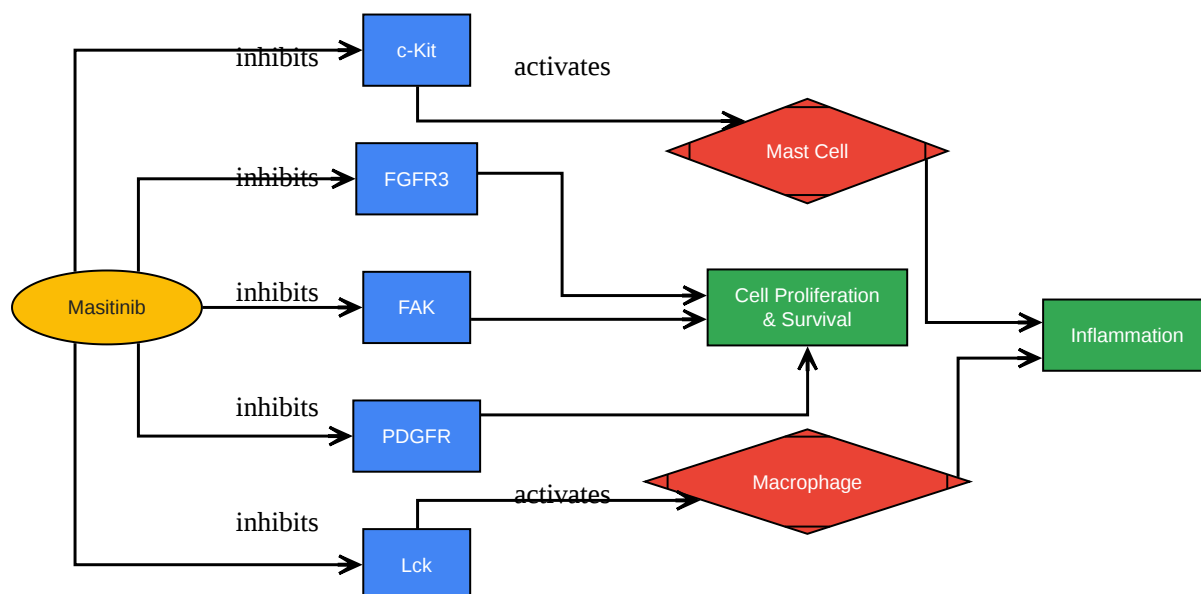 inhibits
c-Kit
activates
Mast Cell
inhibits
FGFR3
Masitinib
inhibits
FAK
Cell Proliferation
& Survival
Inflammation
inhibits
PDGFR
activates
Macrophage
inhibits
Lck